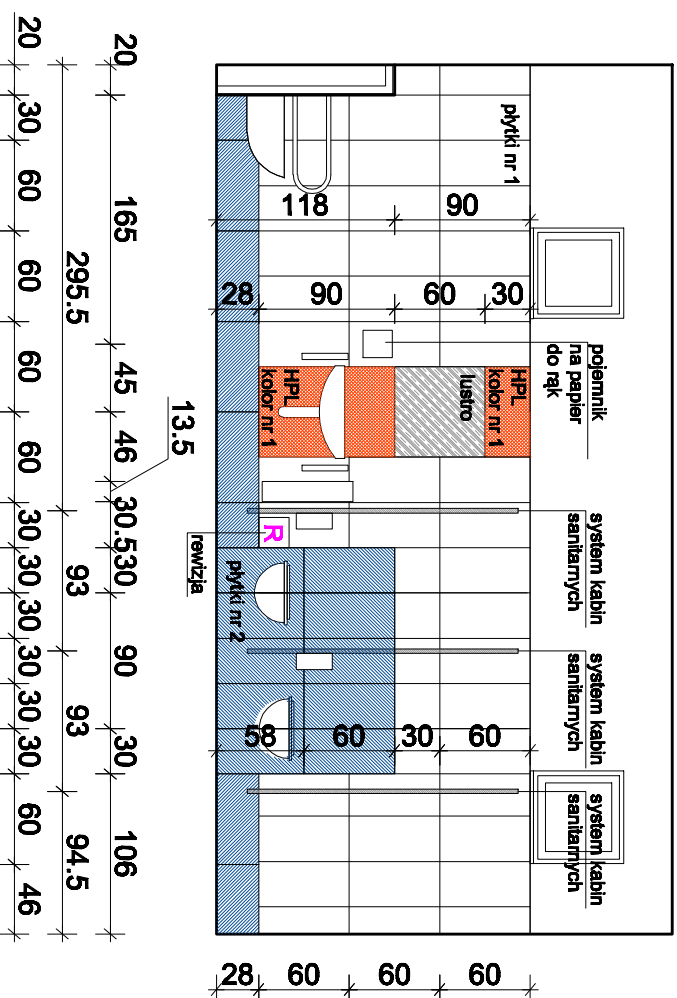 płytki nr 1
118
90
28
90
60
30
pojemnik
na papier
do rąk
HPL
kolor nr 1
lustro
HPL
kolor nr 1
system kabin
sanitarnych
system kabin
sanitarnych
system kabin
sanitarnych
R
rewizja
płytki nr 2
58
60
30
60
28
60
60
60
20
165
45
46
13.5
30.5
30
90
30
106
295.5
93
93
94.5
20
30
60
60
60
60
30
30
30
30
30
30
60
46